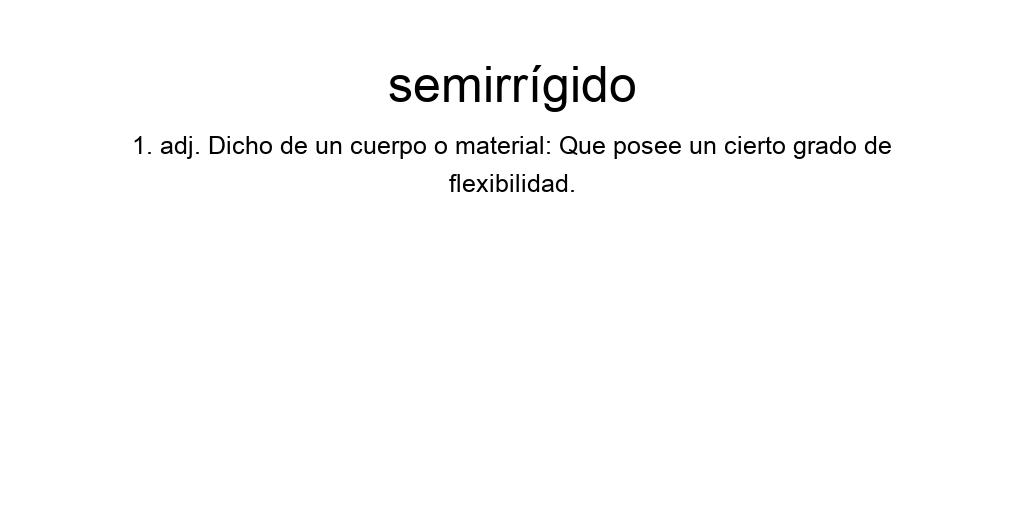 semirrígido
1. adj. Dicho de un cuerpo o material: Que posee un cierto grado de
flexibilidad.